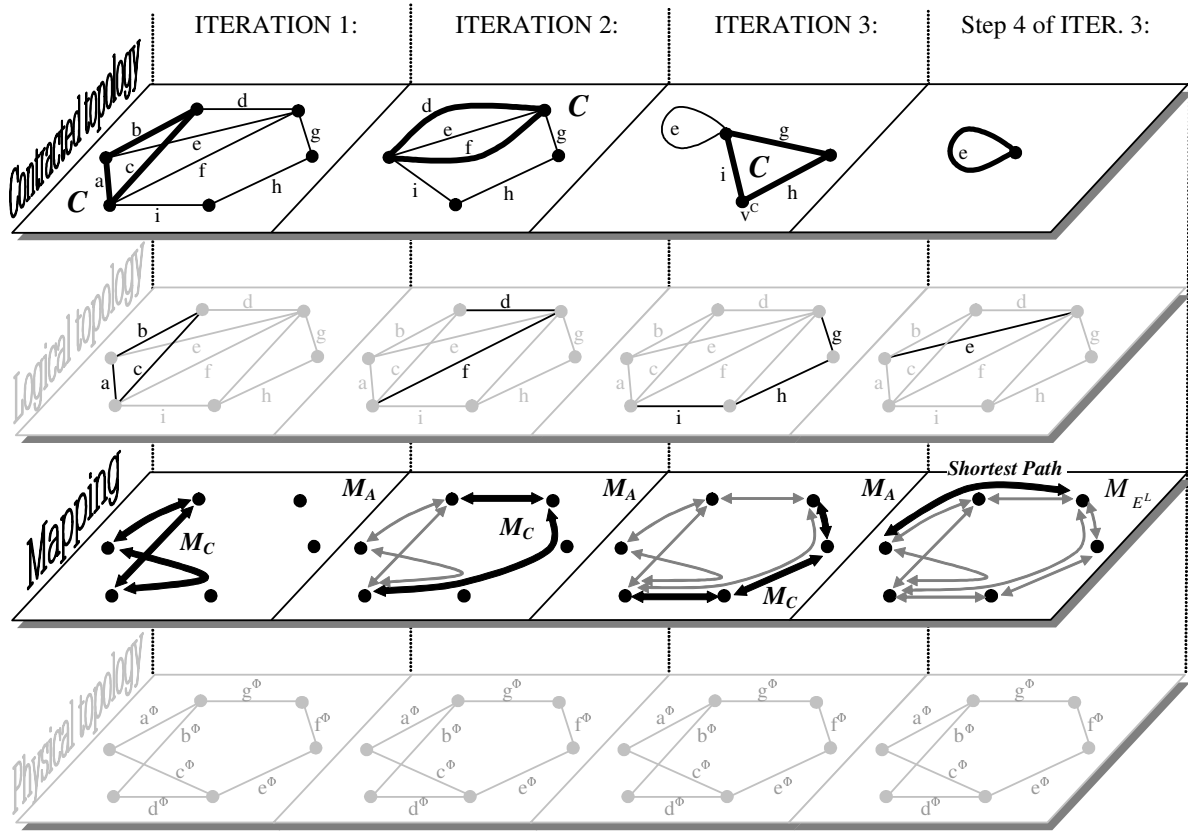 ITERATION 1: ITERATION 2: ITERATION 3: Step 4 of ITER. 3:
Contracted topology
d
b
e
g
c
f
a
h
C
i
d
C
e
g
f
h
i
e
g
C
i
h
v^C
e
Logical topology
d
b
g
e
c
f
a
h
i
d
b
g
e
c
f
a
h
i
d
b
g
e
c
f
a
h
i
d
b
g
e
c
f
a
h
i
Mapping
M_C
M_A
M_C
M_A
M_C
M_A
Shortest Path
M_{E^L}
Physical topology
g^Φ
a^Φ
f^Φ
b^Φ
c^Φ
e^Φ
d^Φ
g^Φ
a^Φ
f^Φ
b^Φ
c^Φ
e^Φ
d^Φ
g^Φ
a^Φ
f^Φ
b^Φ
c^Φ
e^Φ
d^Φ
g^Φ
a^Φ
f^Φ
b^Φ
c^Φ
e^Φ
d^Φ